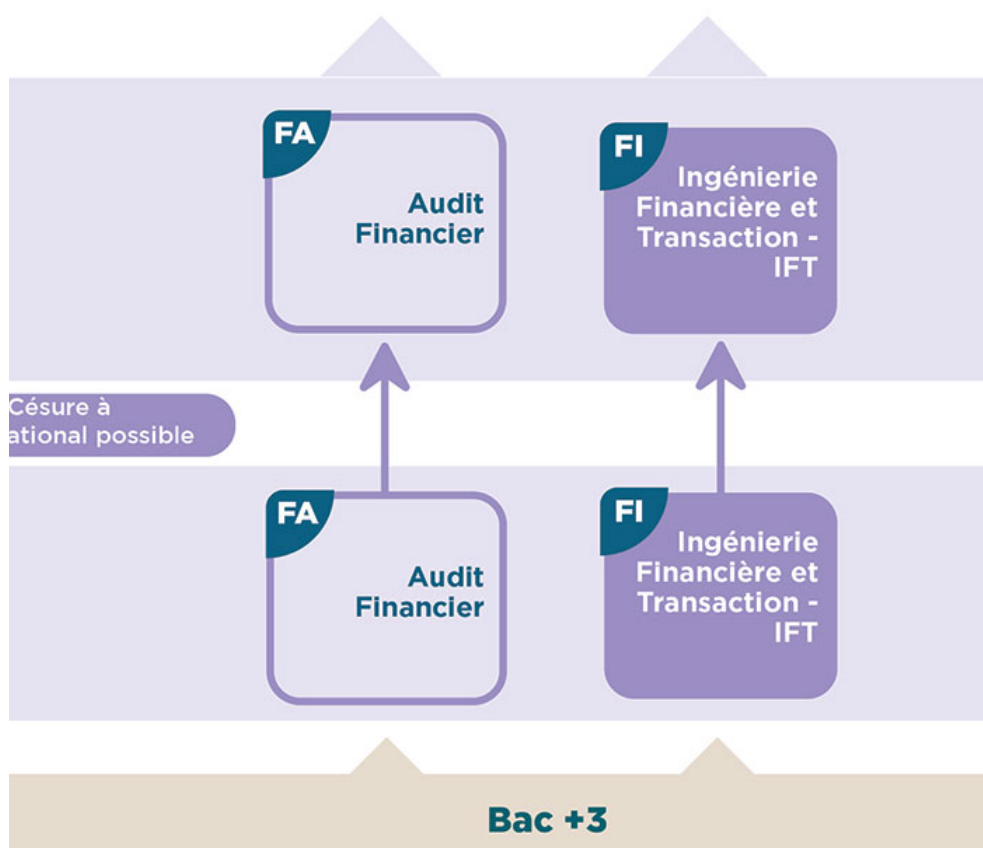 FA
Audit
Financier
FI
Ingénierie
Financière et
Transaction -
IFT
Césure à
ational possible
FA
Audit
Financier
FI
Ingénierie
Financière et
Transaction -
IFT
Bac +3